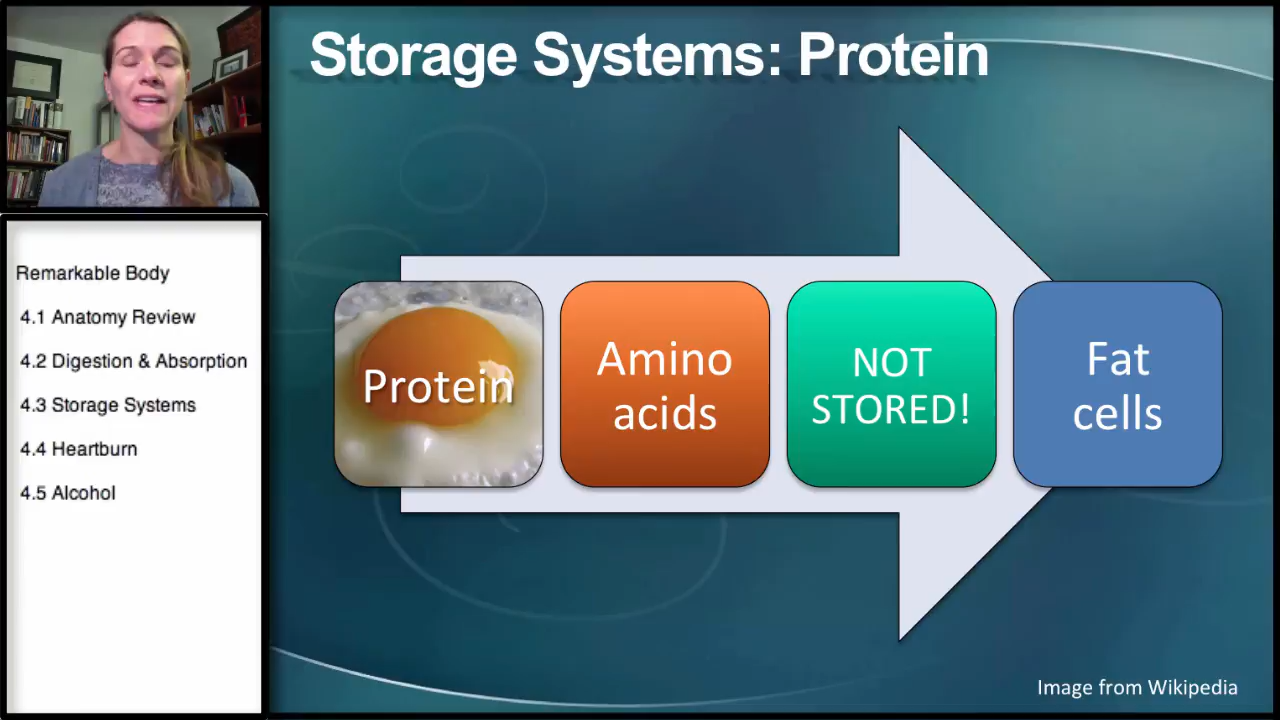 Storage Systems: Protein
Remarkable Body
4.1 Anatomy Review
4.2 Digestion & Absorption
4.3 Storage Systems
4.4 Heartburn
4.5 Alcohol
Protein
Amino
acids
NOT
STORED!
Fat
cells
Image from Wikipedia